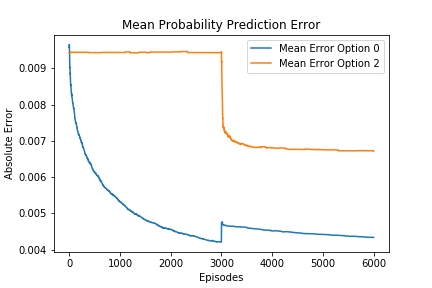 Mean Probability Prediction Error
Mean Error Option 0
Mean Error Option 2
Absolute Error
0.009
0.008
0.007
0.006
0.005
0.004
0
1000
2000
3000
4000
5000
6000
Episodes